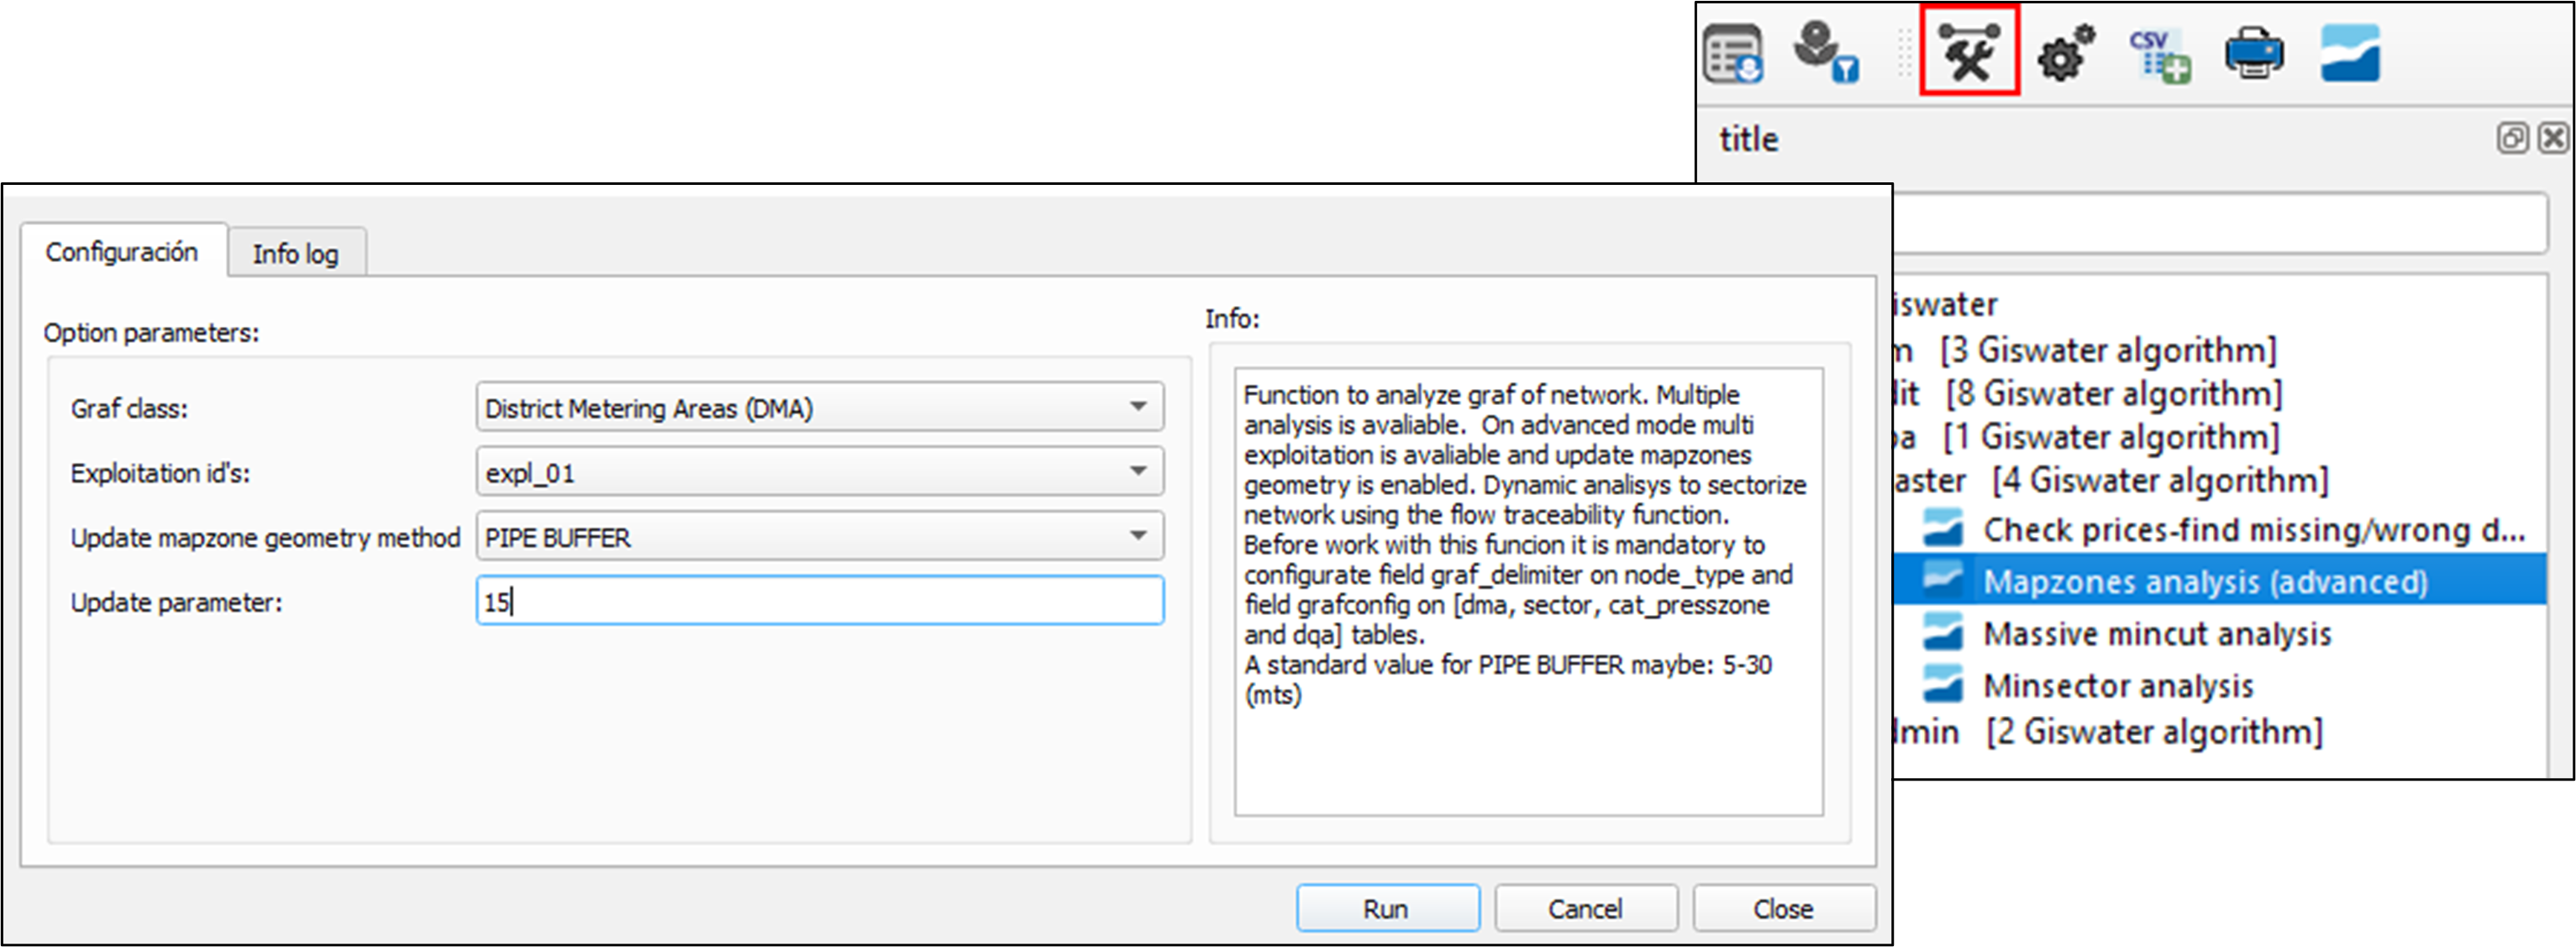 CSV
title
Configuración
Info log
Option parameters:
Graf class:
District Metering Areas (DMA)
Exploitation id's:
expl_01
Update mapzone geometry method
PIPE BUFFER
Update parameter:
15
Info:
Function to analyze graf of network. Multiple
analysis is avaliable. On advanced mode multi
exploitation is avaliable and update mapzones
geometry is enabled. Dynamic analisys to sectorize
network using the flow traceability function.
Before work with this funcion it is mandatory to
configurate field graf_delimiter on node_type and
field grafconfig on [dma, sector, cat_presszone
and dqa] tables.
A standard value for PIPE BUFFER maybe: 5-30
(mts)
Run
Cancel
Close
iswater
m [3 Giswater algorithm]
dit [8 Giswater algorithm]
pa [1 Giswater algorithm]
aster [4 Giswater algorithm]
Check prices-find missing/wrong d...
Mapzones analysis (advanced)
Massive mincut analysis
Minsector analysis
dmin [2 Giswater algorithm]